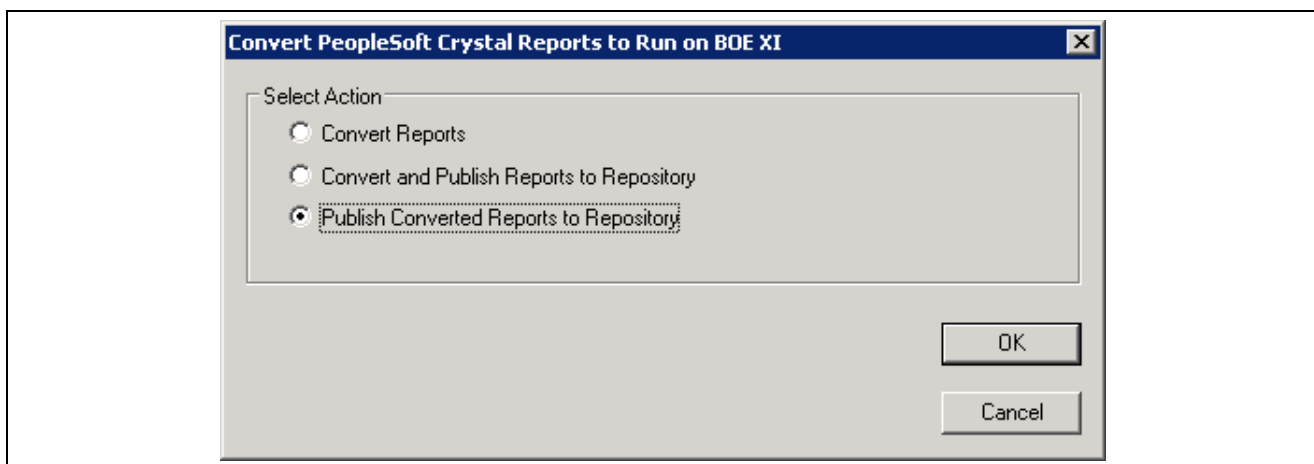 Convert PeopleSoft Crystal Reports to Run on BOE XI
Select Action
Convert Reports
Convert and Publish Reports to Repository
Publish Converted Reports to Repository
OK
Cancel